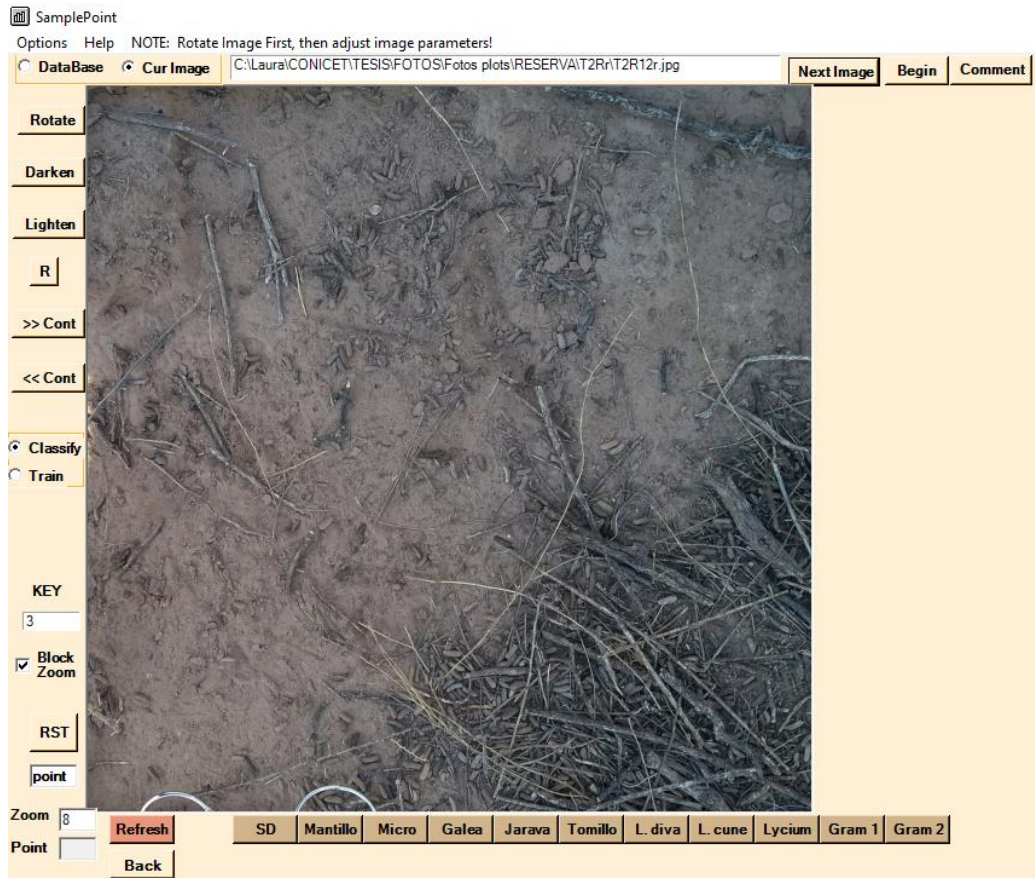 SamplePoint
Options Help NOTE: Rotate Image First, then adjust image parameters!
DataBase Cur Image C:\Laura\CONICET\TESIS\FOTOS\Fotos plots\RESERVA\T2Rr\T2R12r.jpg Next Image Begin Comment
Rotate
Darken
Lighten
R
>> Cont
<< Cont
Classify
Train
KEY
3
Block
Zoom
RST
point
Zoom 8
Refresh SD Mantillo Micro Galea Jarava Tomillo L. diva L. cune Lycium Gram 1 Gram 2
Point
Back